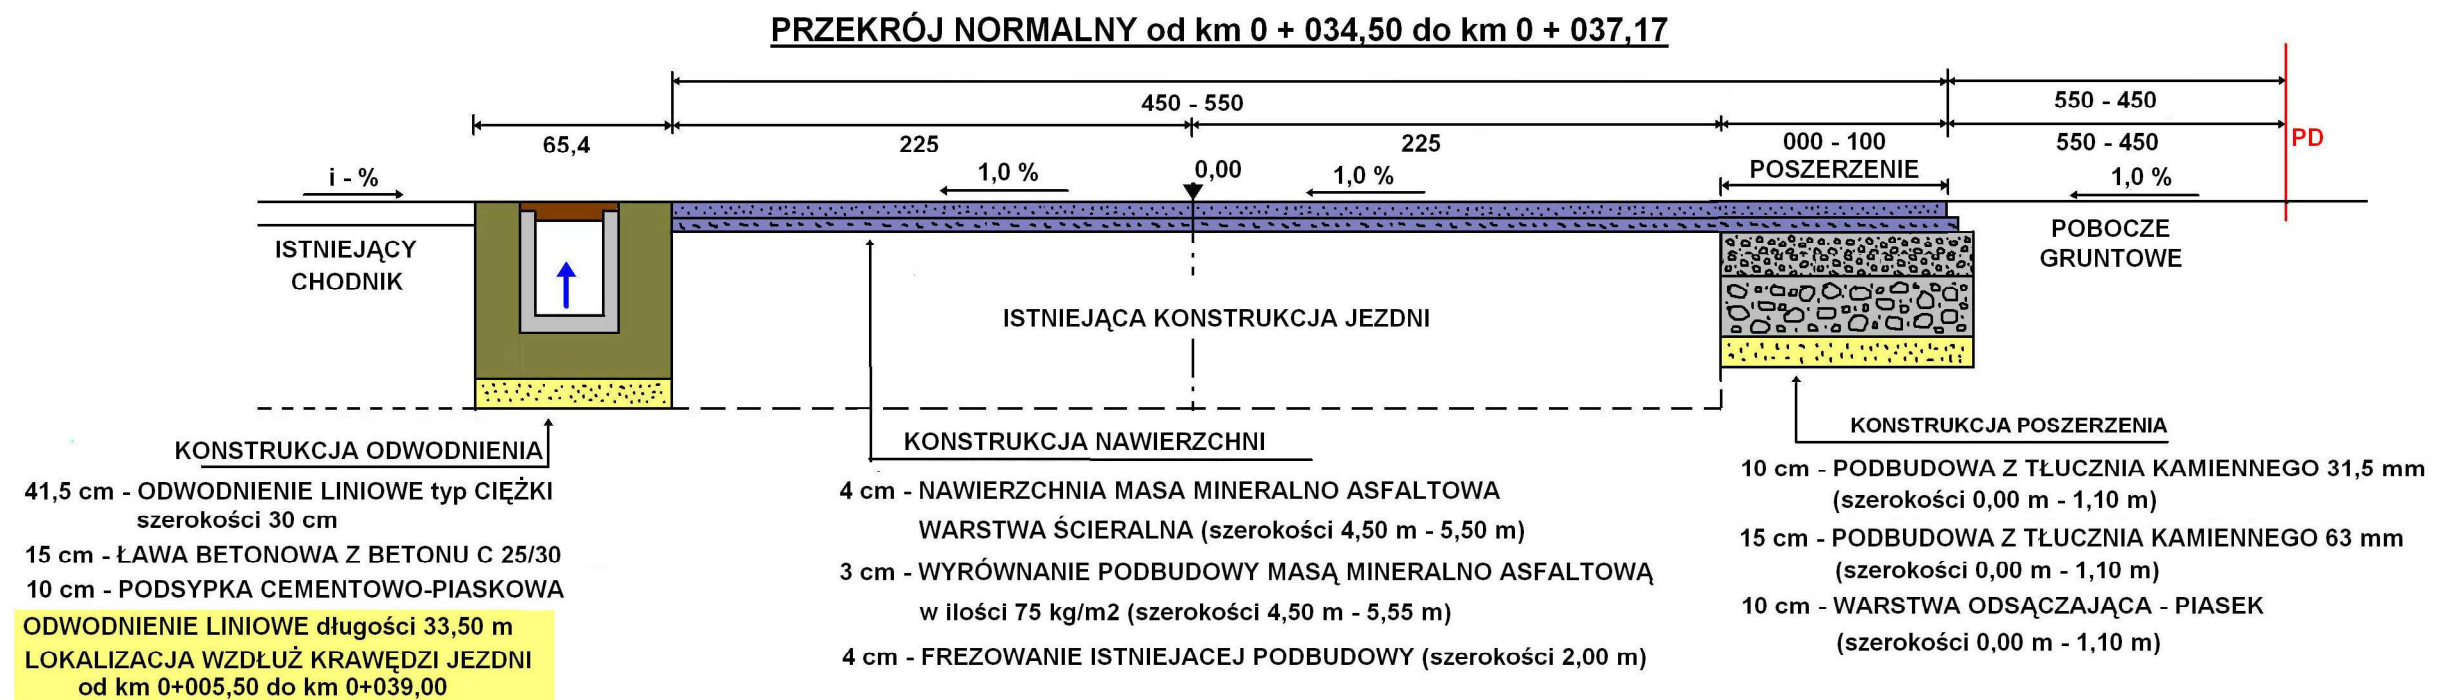 PRZEKRÓJ NORMALNY od km 0 + 034,50 do km 0 + 037,17
450 - 550
550 - 450
65,4
225
225
000 - 100
550 - 450
PD
POSZERZENIE
i - %
1,0 %
0,00
1,0 %
1,0 %
ISTNIEJĄCY
CHODNIK
POBOCZE
GRUNTOWE
ISTNIEJĄCA KONSTRUKCJA JEZDNI
KONSTRUKCJA ODWODNIENIA
41,5 cm - ODWODNIENIE LINIOWE typ CIĘŻKI
szerokości 30 cm
15 cm - ŁAWA BETONOWA Z BETONU C 25/30
10 cm - PODSYPKA CEMENTOWO-PIASKOWA
ODWODNIENIE LINIOWE długości 33,50 m
LOKALIZACJA WZDŁUŻ KRAWĘDZI JEZDNI
od km 0+005,50 do km 0+039,00
KONSTRUKCJA NAWIERZCHNI
4 cm - NAWIERZCHNIA MASA MINERALNO ASFALTOWA
WARSTWA ŚCIERALNA (szerokości 4,50 m - 5,50 m)
3 cm - WYRÓWNANIE PODBUDOWY MASĄ MINERALNO ASFALTOWĄ
w ilości 75 kg/m2 (szerokości 4,50 m - 5,55 m)
4 cm - FREZOWANIE ISTNIEJACEJ PODBUDOWY (szerokości 2,00 m)
KONSTRUKCJA POSZERZENIA
10 cm - PODBUDOWA Z TŁUCZNIA KAMIENNEGO 31,5 mm
(szerokości 0,00 m - 1,10 m)
15 cm - PODBUDOWA Z TŁUCZNIA KAMIENNEGO 63 mm
(szerokości 0,00 m - 1,10 m)
10 cm - WARSTWA ODSĄCZAJĄCA - PIASEK
(szerokości 0,00 m - 1,10 m)